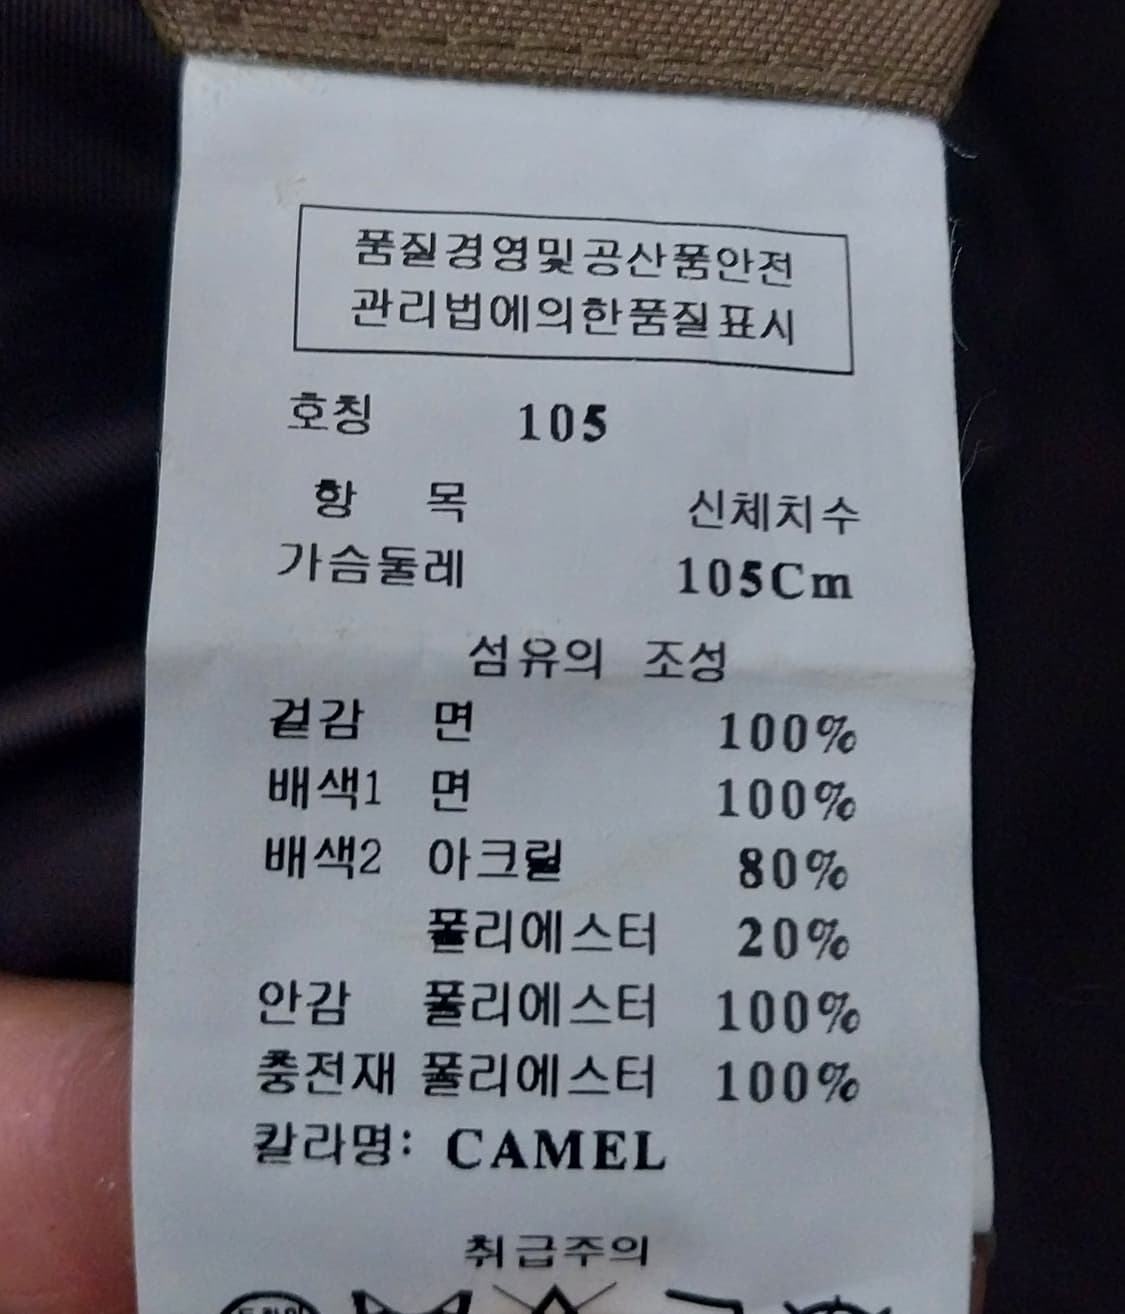 품질경영및공산품안전
관리법에의한품질표시
호칭 105
항 목 신체치수
가슴둘레 105Cm
섬유의 조성
겉감 면 100%
배색1 면 100%
배색2 아크릴 80%
폴리에스터 20%
안감 폴리에스터 100%
충전재 폴리에스터 100%
칼라명: CAMEL
취급주의